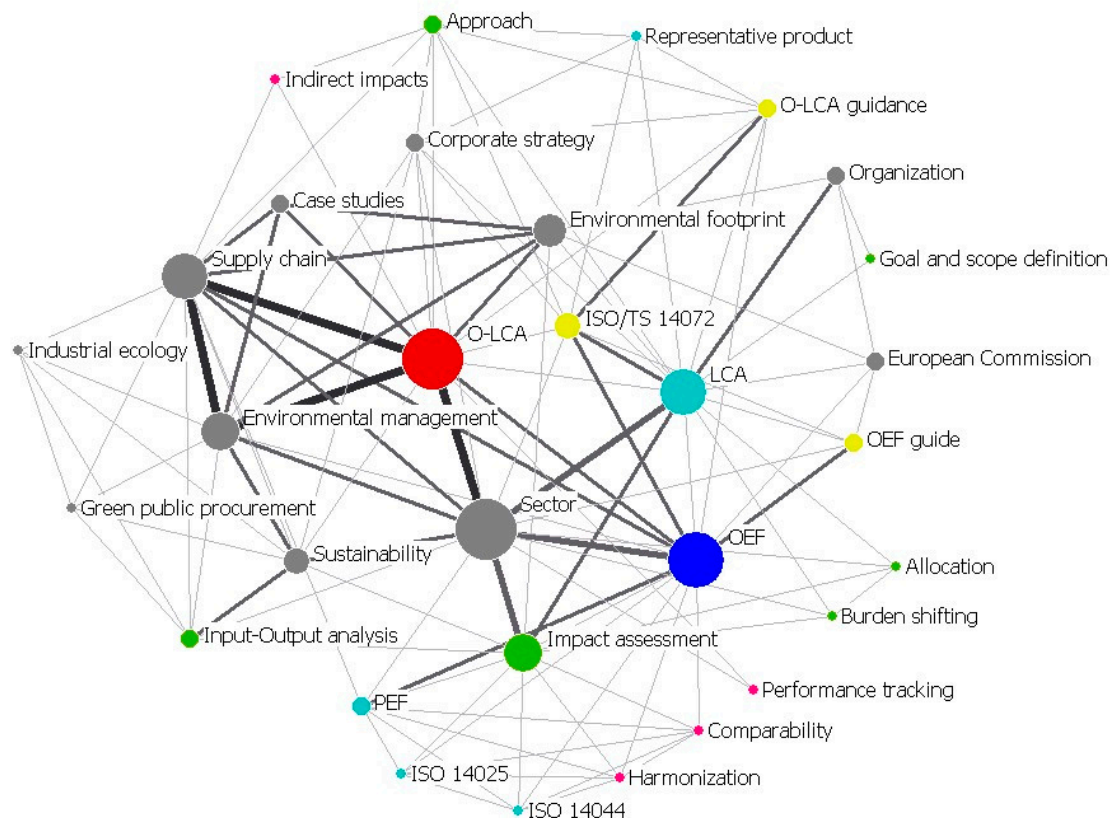 Approach
Representative product
Indirect impacts
O-LCA guidance
Corporate strategy
Organization
Case studies
Environmental footprint
Supply chain
Goal and scope definition
ISO/TS 14072
O-LCA
Industrial ecology
European Commission
LCA
Environmental management
OEF guide
Green public procurement
Sector
OEF
Sustainability
Allocation
Burden shifting
Input-Output analysis
Impact assessment
Performance tracking
PEF
Comparability
ISO 14025
Harmonization
ISO 14044